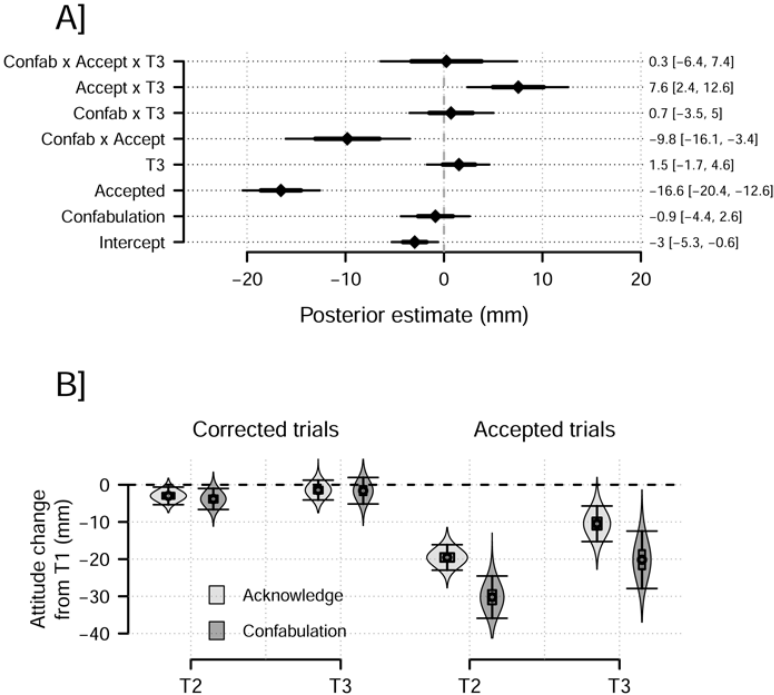 A]
Confab x Accept x T3 0.3 [−6.4, 7.4]
Accept x T3 7.6 [2.4, 12.6]
Confab x T3 0.7 [−3.5, 5]
Confab x Accept −9.8 [−16.1, −3.4]
T3 1.5 [−1.7, 4.6]
Accepted −16.6 [−20.4, −12.6]
Confabulation −0.9 [−4.4, 2.6]
Intercept −3 [−5.3, −0.6]
−20 −10 0 10 20
Posterior estimate (mm)
B]
Corrected trials Accepted trials
Attitude change
from T1 (mm)
0
−10
−20
−30
−40
Acknowledge
Confabulation
T2 T3 T2 T3